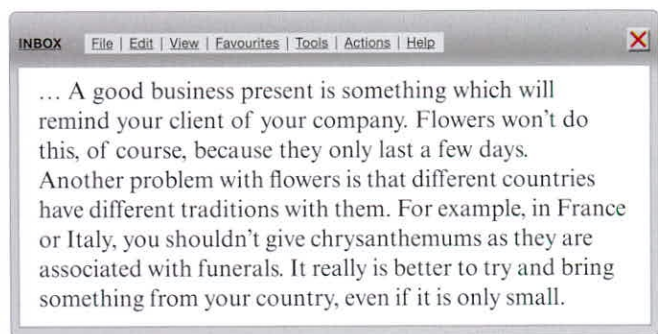 INBOX File | Edit | View | Favourites | Tools | Actions | Help
... A good business present is something which will
remind your client of your company. Flowers won't do
this, of course, because they only last a few days.
Another problem with flowers is that different countries
have different traditions with them. For example, in France
or Italy, you shouldn't give chrysanthemums as they are
associated with funerals. It really is better to try and bring
something from your country, even if it is only small.